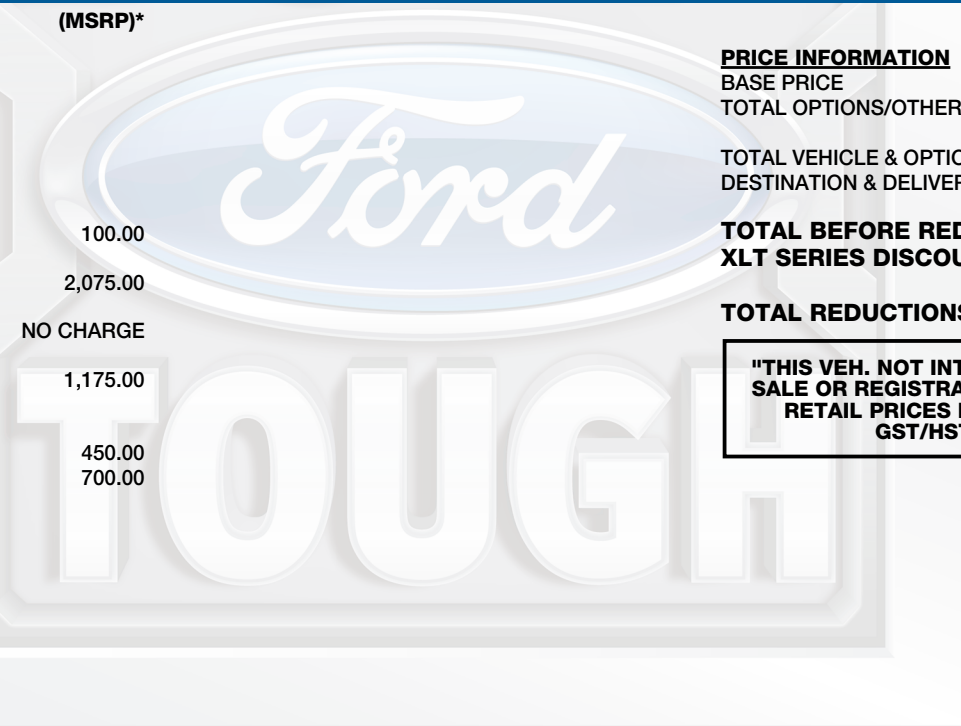 (MSRP)*
100.00
2,075.00
NO CHARGE
1,175.00
450.00
700.00
Ford
TOUGH
PRICE INFORMATION
BASE PRICE
TOTAL OPTIONS/OTHER
TOTAL VEHICLE & OPTIO
DESTINATION & DELIVER
TOTAL BEFORE RED
XLT SERIES DISCOU
TOTAL REDUCTIONS
"THIS VEH. NOT INT
SALE OR REGISTRA
RETAIL PRICES
GST/HST